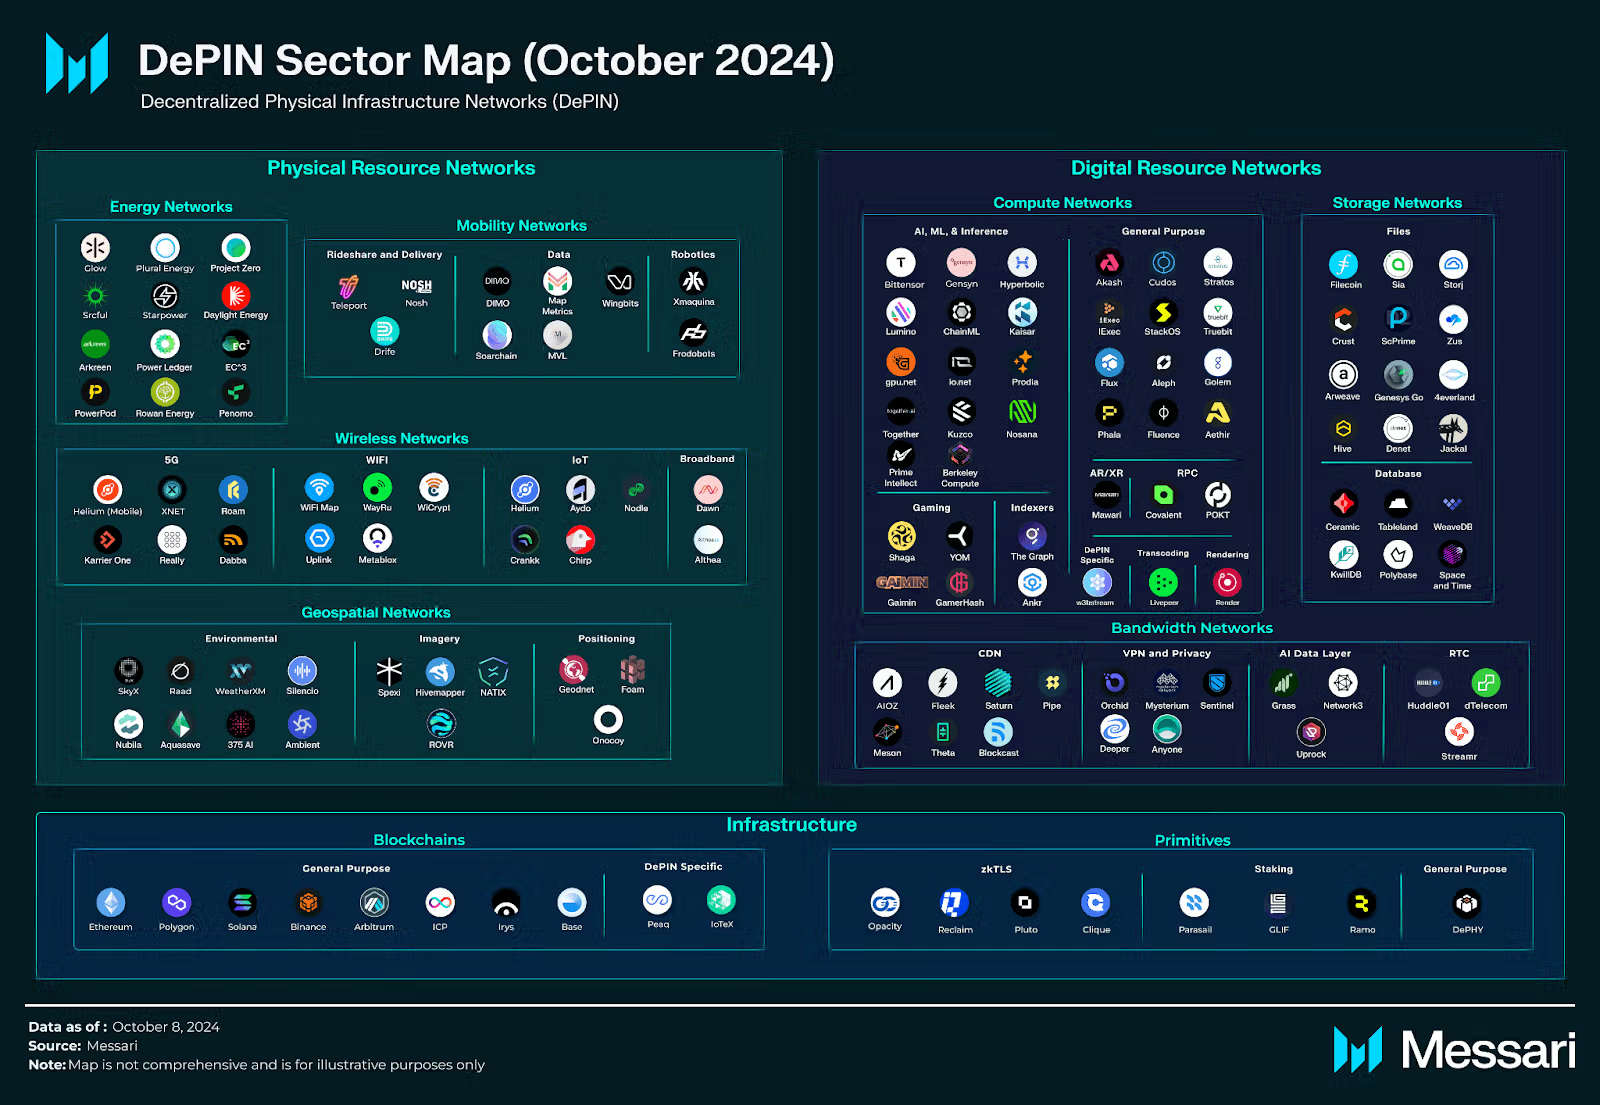 DePIN Sector Map (October 2024)
Decentralized Physical Infrastructure Networks (DePIN)
Physical Resource Networks
Energy Networks
Glow
Plural Energy
Project Zero
Srcful
Starpower
Daylight Energy
Arkreen
Power Ledger
EC^3
PowerPod
Rowan Energy
Penomo
Mobility Networks
Rideshare and Delivery
Teleport
NOSH
Nosh
Drife
Data
DIMO
DIMO
Map
Metrics
Wingbits
Soarchain
MVL
Robotics
Xmaquina
Frodobots
Wireless Networks
5G
Helium (Mobile)
XNET
Roam
Karrier One
Really
Dabba
WIFI
WiFi Map
WayRu
WiCrypt
Uplink
Metablox
IoT
Helium
Aydo
Nodle
Crankk
Chirp
Broadband
Dawn
Althea
Geospatial Networks
Environmental
SkyX
Raad
WeatherXM
Silencio
Nubila
Aquasave
375 AI
Ambient
Imagery
Spexi
Hivemapper
NATIX
ROVR
Positioning
Geodnet
Foam
Onocoy
Digital Resource Networks
Compute Networks
AI, ML, & Inference
Bittensor
Gensyn
Hyperbolic
Lumino
ChainML
Kaisar
gpu.net
io.net
Prodia
together.ai
Together
Kuzco
Nosana
Prime
Intellect
Berkeley
Compute
General Purpose
Akash
Cudos
Stratos
iExec
IExec
StackOS
truebit
Truebit
Flux
Aleph
Golem
Phala
Fluence
Aethir
AR/XR
Mawari
RPC
Covalent
POKT
Gaming
Shaga
YOM
GAIMIN
Gaimin
GamerHash
Indexers
The Graph
Ankr
DePIN
Specific
w3bstream
Transcoding
Livepeer
Rendering
Render
Storage Networks
Files
Filecoin
Sia
Storj
Crust
ScPrime
Zus
Arweave
Genesys Go
4everland
Hive
Denet
Jackal
Database
Ceramic
Tableland
WeaveDB
KwillDB
Polybase
Space
and Time
Bandwidth Networks
CDN
AIOZ
Fleek
Saturn
Pipe
Meson
Theta
Blockcast
VPN and Privacy
Orchid
Mysterium
Sentinel
Deeper
Anyone
AI Data Layer
Grass
Network3
Uprock
RTC
Huddle01
dTelecom
Streamr
Infrastructure
Blockchains
General Purpose
Ethereum
Polygon
Solana
Binance
Arbitrum
ICP
Irys
Base
DePIN Specific
Peaq
IoTeX
Primitives
zkTLS
Opacity
Reclaim
Pluto
Clique
Staking
Parasail
GLIF
Ramo
General Purpose
DePHY
Data as of : October 8, 2024
Source: Messari
Note: Map is not comprehensive and is for illustrative purposes only
Messari